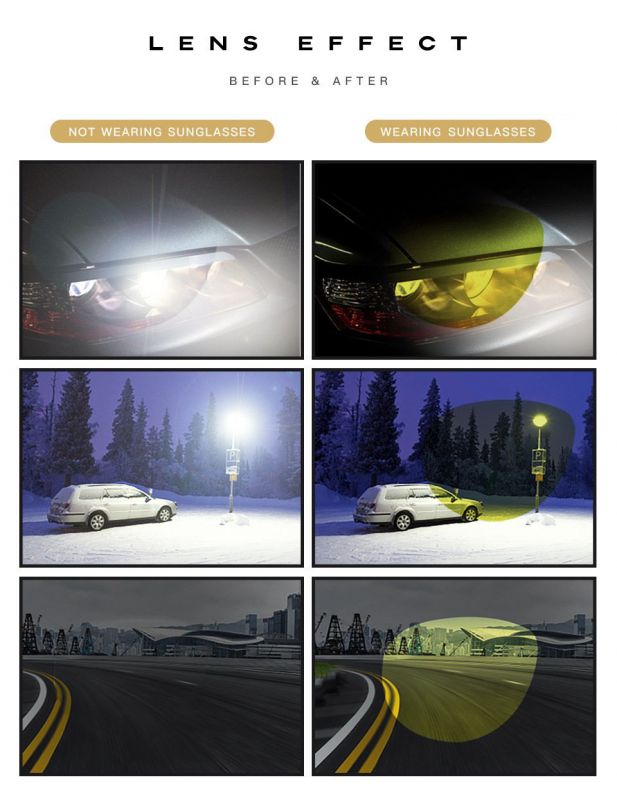 LENS EFFECT
BEFORE & AFTER
NOT WEARING SUNGLASSES
WEARING SUNGLASSES
P
P